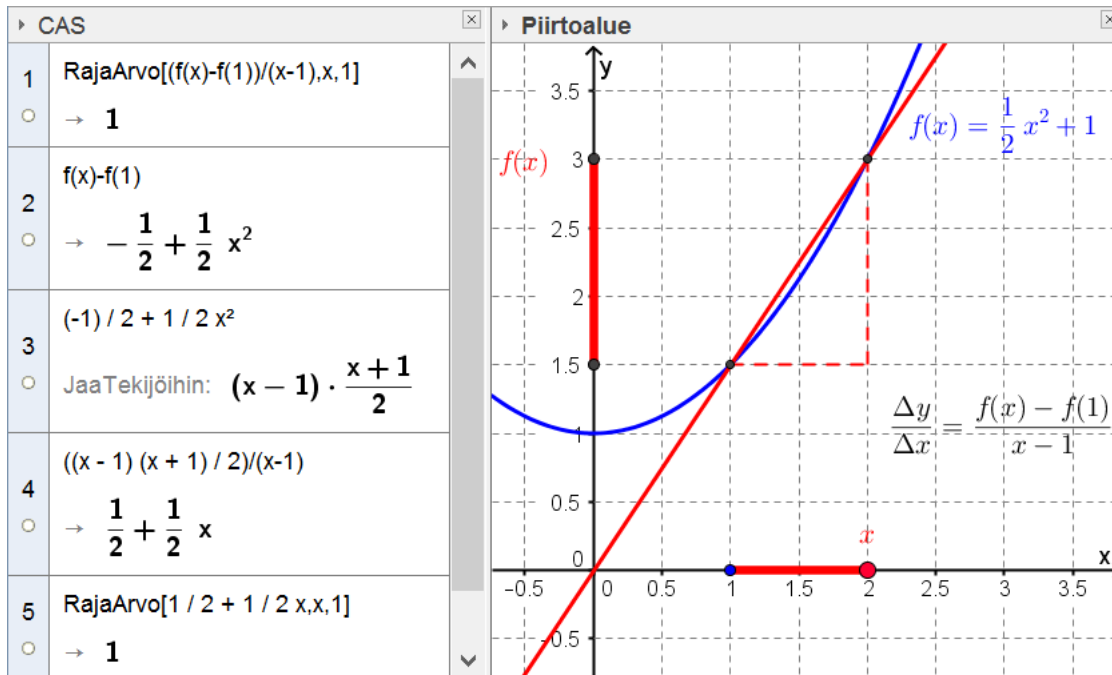 CAS
1
RajaArvo[(f(x)-f(1))/(x-1),x,1]
→ 1
2
f(x)-f(1)
→ -1/2 + 1/2 x²
3
(-1) / 2 + 1 / 2 x²
JaaTekijöihin: (x − 1) · (x + 1)/2
4
((x - 1) (x + 1) / 2)/(x-1)
→ 1/2 + 1/2 x
5
RajaArvo[1 / 2 + 1 / 2 x,x,1]
→ 1
Piirtoalue
y
3.5
f(x) = 1/2 x² + 1
f(x)
3
2.5
2
1.5
Δy/Δx = (f(x) − f(1))/(x − 1)
1
0.5
x
0
x
−0.5 0 0.5 1 1.5 2 2.5 3 3.5
-0.5